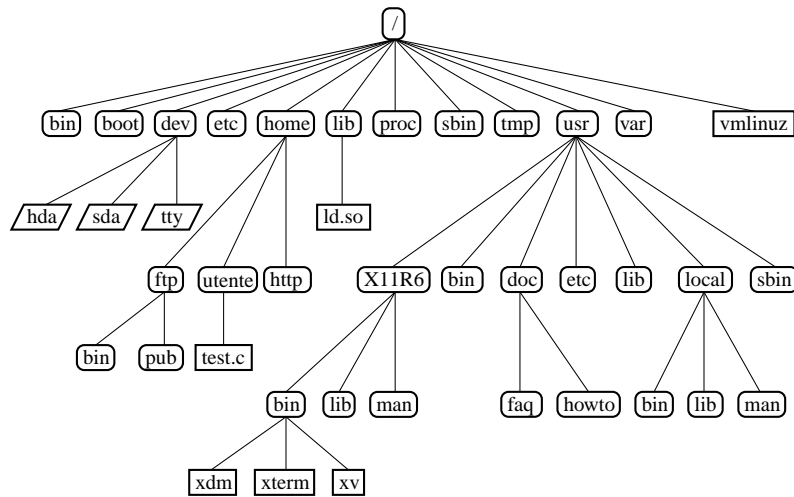 /
bin boot dev etc home lib proc sbin tmp usr var vmlinuz
hda sda tty ld.so
ftp utente http X11R6 bin doc etc lib local sbin
bin pub test.c
bin lib man faq howto bin lib man
xdm xterm xv